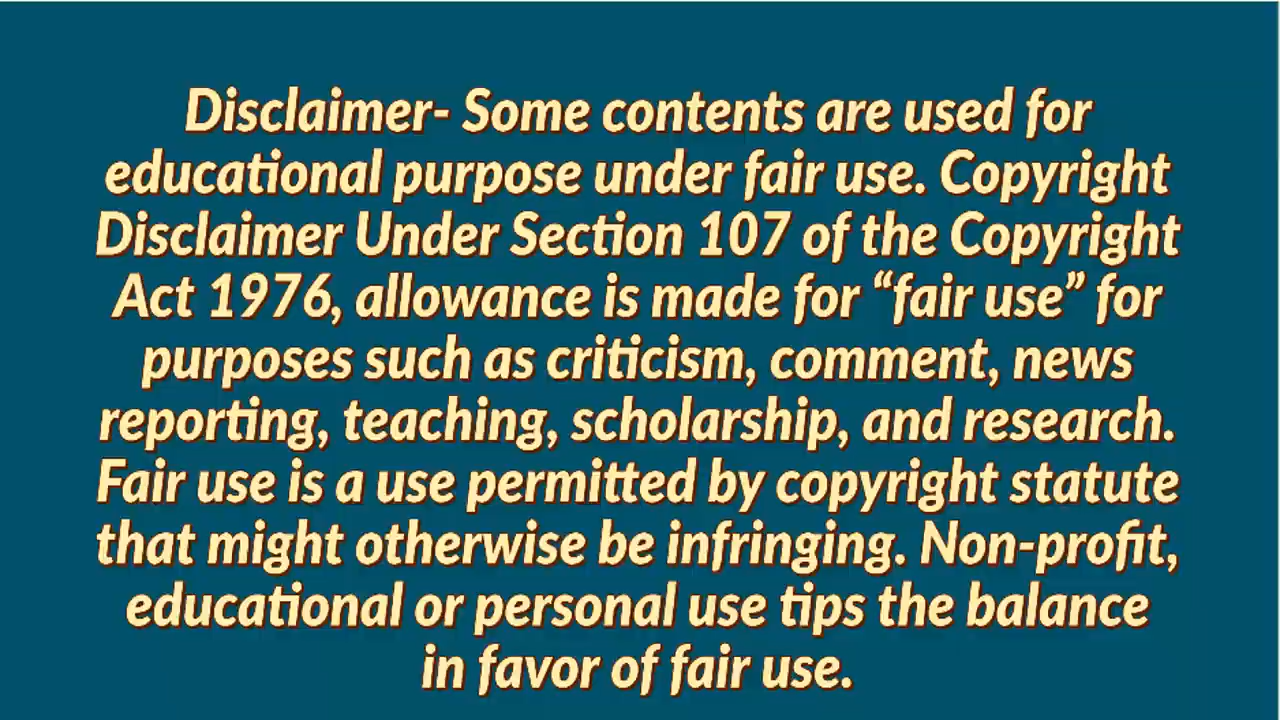 Disclaimer- Some contents are used for
educational purpose under fair use. Copyright
Disclaimer Under Section 107 of the Copyright
Act 1976, allowance is made for “fair use” for
purposes such as criticism, comment, news
reporting, teaching, scholarship, and research.
Fair use is a use permitted by copyright statute
that might otherwise be infringing. Non-profit,
educational or personal use tips the balance
in favor of fair use.